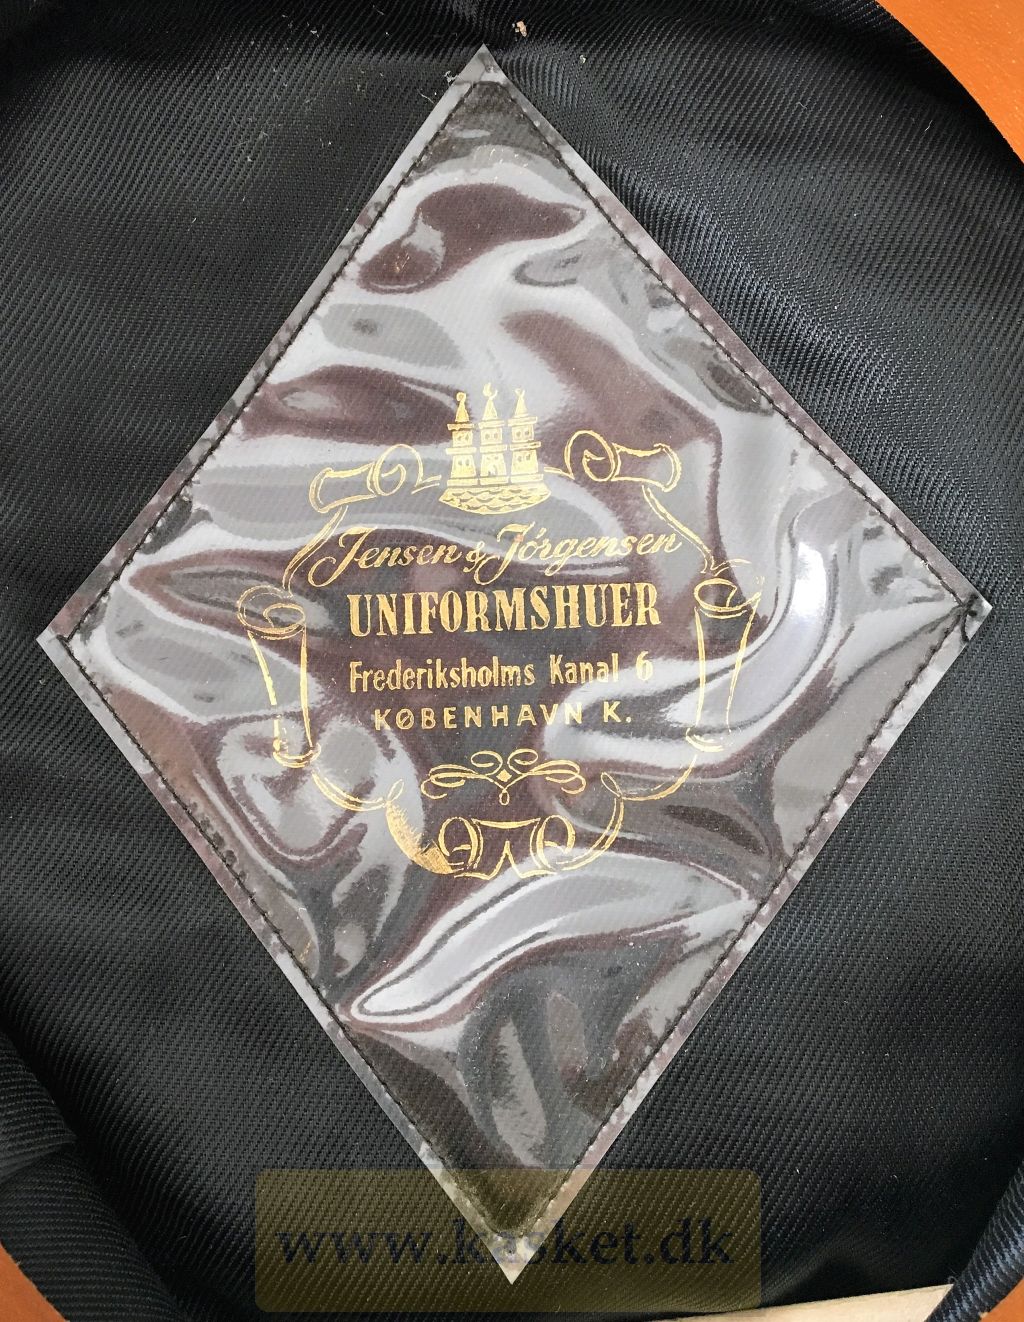 Jensen & Jörgensen
UNIFORMSHUER
Frederiksholms Kanal 6
KØBENHAVN K.
www.kasket.dk